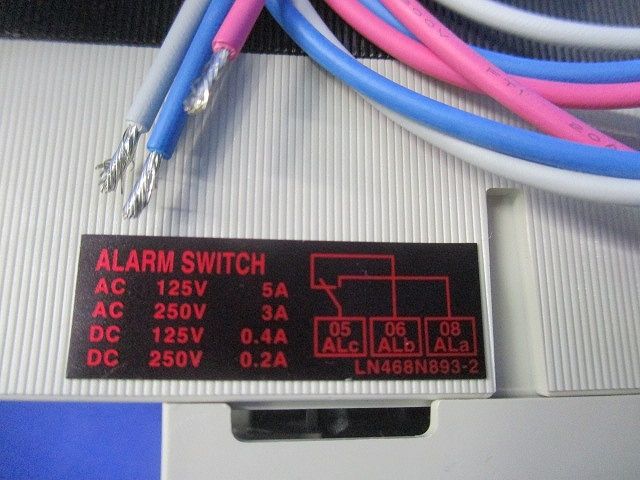 ALARM SWITCH
AC 125V 5A
AC 250V 3A
DC 125V 0.4A
DC 250V 0.2A
05 06 08
ALc ALb ALa
LN468N893-2